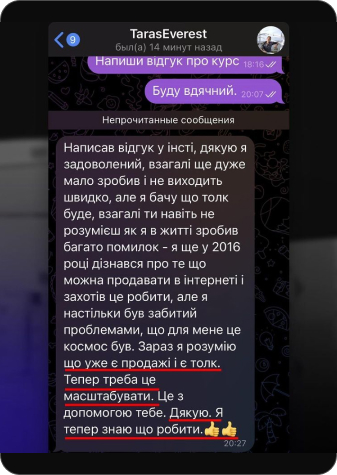 9
TarasEverest
был(а) 14 минут назад
Напиши відгук про курс 18:16
Буду вдячний. 20:07
Непрочитанные сообщения
Написав відгук у інсті, дякую я
задоволений, взагалі ще дуже
мало зробив і не виходить
швидко, але я бачу що толк
буде, взагалі ти навіть не
розумієш як я в житті зробив
багато помилок - я ще у 2016
році дізнався про те що
можна продавати в інтернеті і
захотів це робити, але я
настільки був забитий
проблемами, що для мене це
космос був. Зараз я розумію
що уже є продажі і є толк.
Тепер треба це
масштабувати. Це з
допомогою тебе. Дякую. Я
тепер знаю що робити.👍👍
20:27